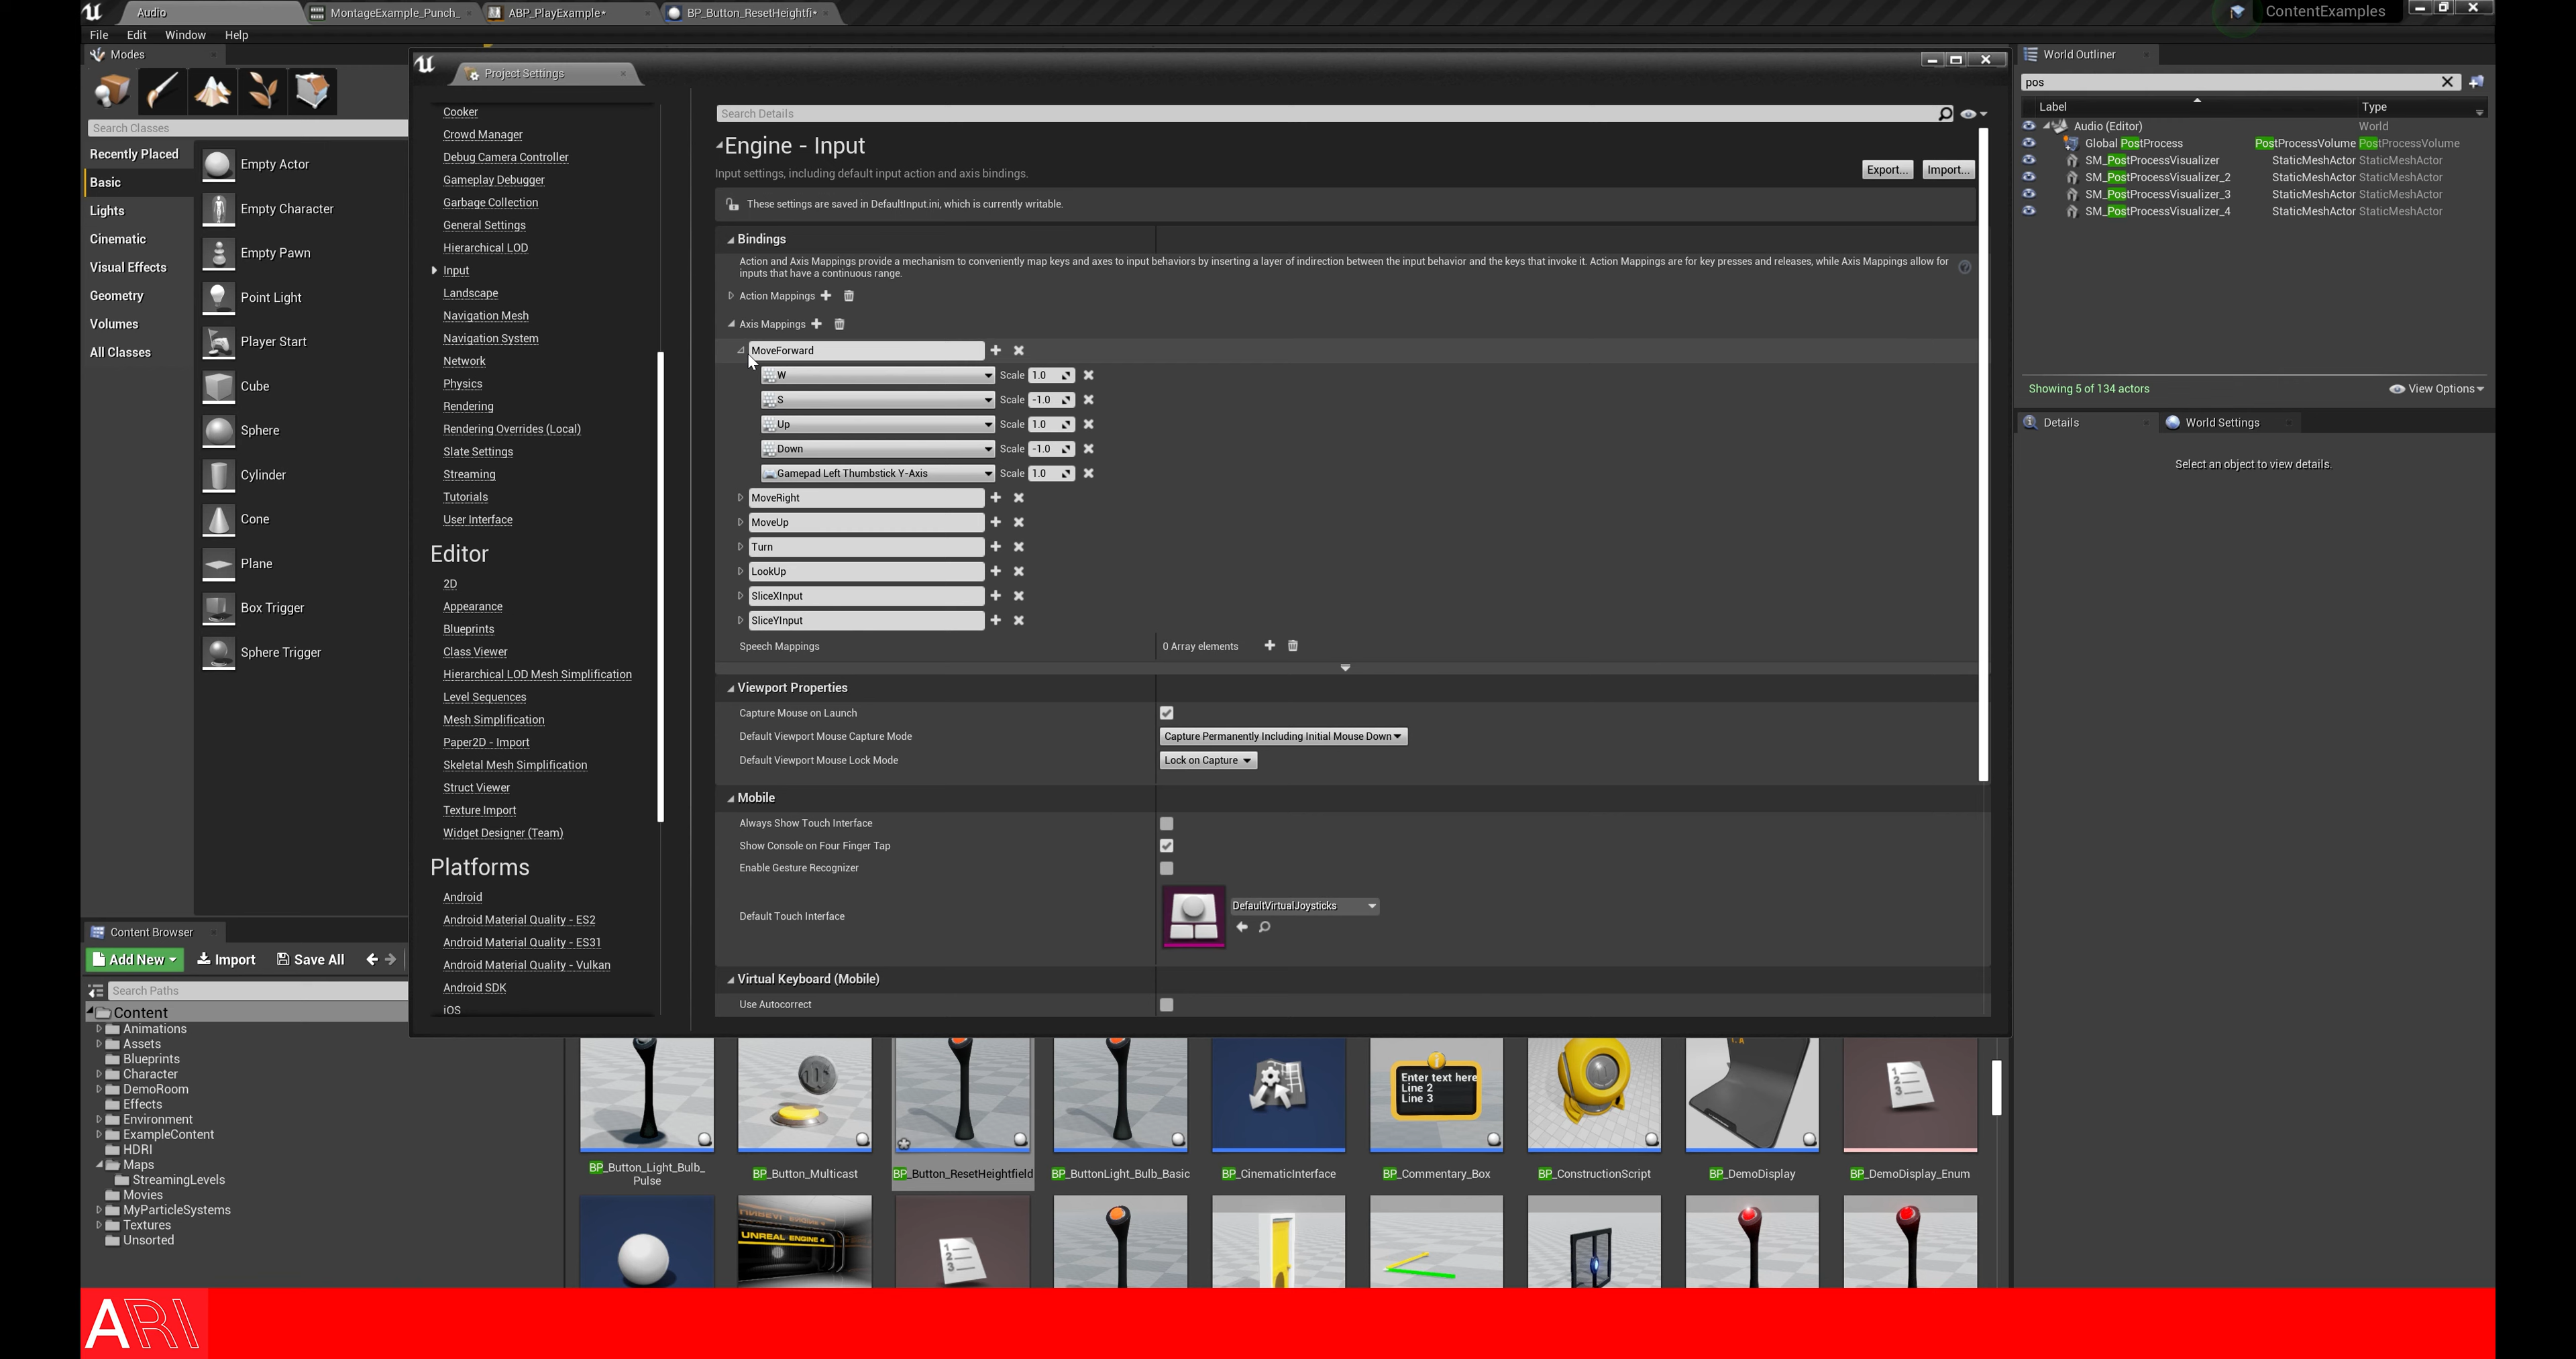 Audio
MontageExample_Punch_
ABP_PlayExample*
BP_Button_ResetHeightfi*
ContentExamples
File Edit Window Help
Modes
Search Classes
Recently Placed
Basic
Lights
Cinematic
Visual Effects
Geometry
Volumes
All Classes
Empty Actor
Empty Character
Empty Pawn
Point Light
Player Start
Cube
Sphere
Cylinder
Cone
Plane
Box Trigger
Sphere Trigger
Project Settings
Cooker
Crowd Manager
Debug Camera Controller
Gameplay Debugger
Garbage Collection
General Settings
Hierarchical LOD
Input
Landscape
Navigation Mesh
Navigation System
Network
Physics
Rendering
Rendering Overrides (Local)
Slate Settings
Streaming
Tutorials
User Interface
Editor
2D
Appearance
Blueprints
Class Viewer
Hierarchical LOD Mesh Simplification
Level Sequences
Mesh Simplification
Paper2D - Import
Skeletal Mesh Simplification
Struct Viewer
Texture Import
Widget Designer (Team)
Platforms
Android
Android Material Quality - ES2
Android Material Quality - ES31
Android Material Quality - Vulkan
Android SDK
iOS
Search Details
Engine - Input
Input settings, including default input action and axis bindings.
Export... Import...
These settings are saved in DefaultInput.ini, which is currently writable.
Bindings
Action and Axis Mappings provide a mechanism to conveniently map keys and axes to input behaviors by inserting a layer of indirection between the input behavior and the keys that invoke it. Action Mappings are for key presses and releases, while Axis Mappings allow for
inputs that have a continuous range.
Action Mappings
Axis Mappings
MoveForward
W Scale 1.0
S Scale -1.0
Up Scale 1.0
Down Scale -1.0
Gamepad Left Thumbstick Y-Axis Scale 1.0
MoveRight
MoveUp
Turn
LookUp
SliceXInput
SliceYInput
Speech Mappings 0 Array elements
Viewport Properties
Capture Mouse on Launch
Default Viewport Mouse Capture Mode Capture Permanently Including Initial Mouse Down
Default Viewport Mouse Lock Mode Lock on Capture
Mobile
Always Show Touch Interface
Show Console on Four Finger Tap
Enable Gesture Recognizer
Default Touch Interface DefaultVirtualJoysticks
Virtual Keyboard (Mobile)
Use Autocorrect
World Outliner
pos
Label Type
Audio (Editor) World
Global PostProcess PostProcessVolume PostProcessVolume
SM_PostProcessVisualizer StaticMeshActor StaticMeshActor
SM_PostProcessVisualizer_2 StaticMeshActor StaticMeshActor
SM_PostProcessVisualizer_3 StaticMeshActor StaticMeshActor
SM_PostProcessVisualizer_4 StaticMeshActor StaticMeshActor
Showing 5 of 134 actors View Options
Details World Settings
Select an object to view details.
Content Browser
Add New Import Save All
Search Paths
Content
Animations
Assets
Blueprints
Character
DemoRoom
Effects
Environment
ExampleContent
HDRI
Maps
StreamingLevels
Movies
MyParticleSystems
Textures
Unsorted
Enter text here
Line 2
Line 3
BP_Button_Light_Bulb_
Pulse
BP_Button_Multicast
BP_Button_ResetHeightfield
BP_ButtonLight_Bulb_Basic
BP_CinematicInterface
BP_Commentary_Box
BP_ConstructionScript
BP_DemoDisplay
BP_DemoDisplay_Enum
UNREAL ENGINE 4
ARI